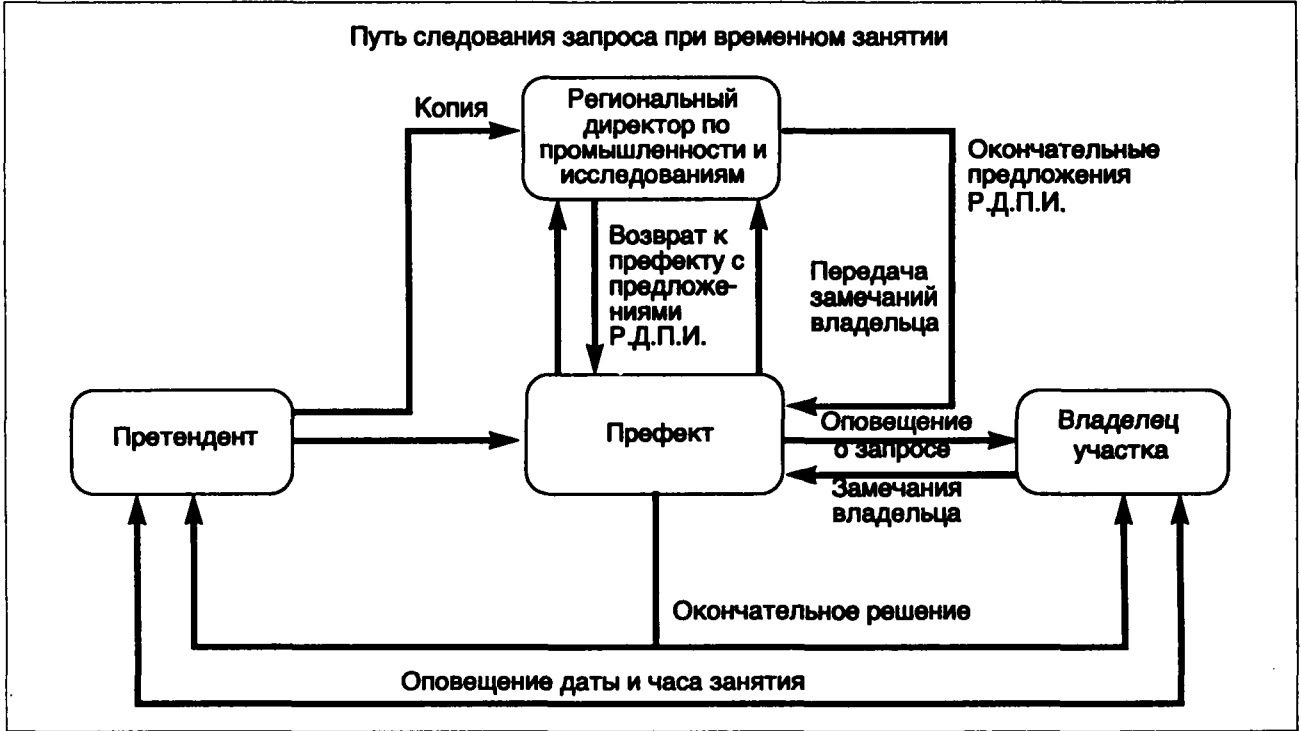 Путь следования запроса при временном занятии
Копия
Региональный
директор по
промышленности и
исследованиям
Окончательные
предложения
Р.Д.П.И.
Возврат к
префекту с
предложе-
ниями
Р.Д.П.И.
Передача
замечаний
владельца
Претендент
Префект
Оповещение
о запросе
Замечания
владельца
Владелец
участка
Окончательное решение
Оповещение даты и часа занятия